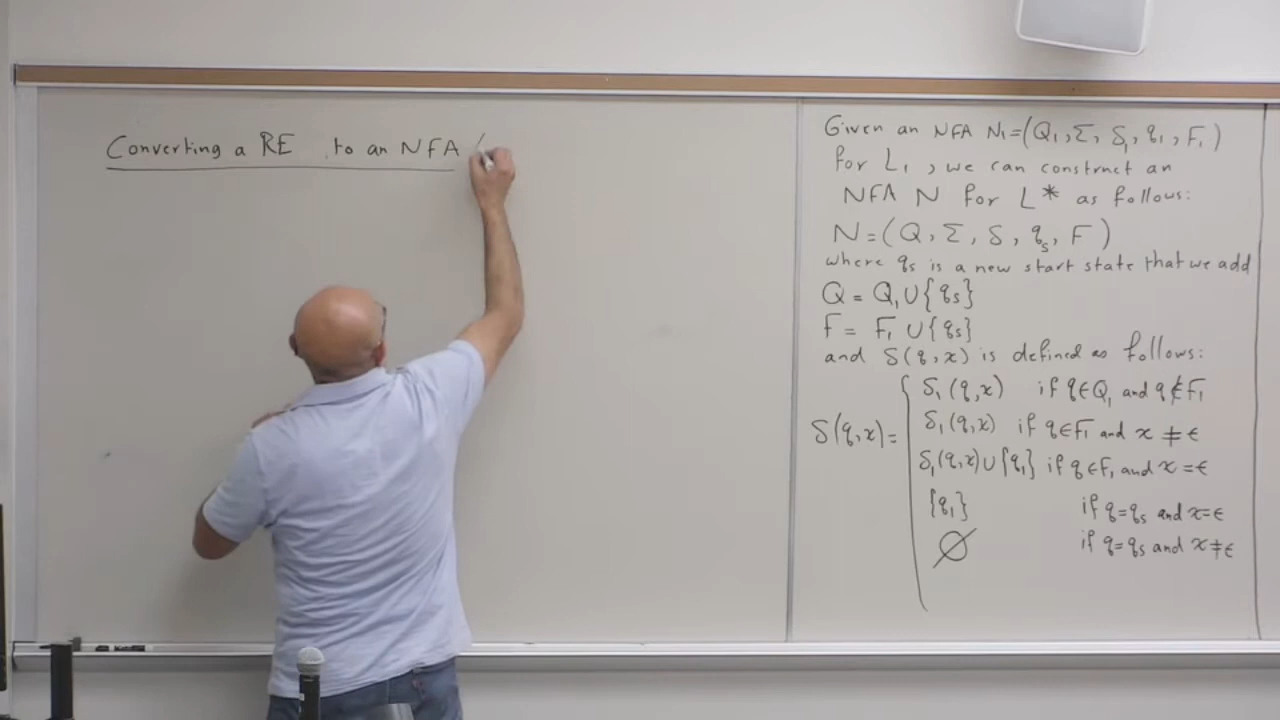 Converting a RE to an NFA (
Given an NFA N₁=(Q₁, Σ, δ₁, q₁, F₁)
for L₁, we can construct an
NFA N for L* as follows:
N=(Q, Σ, δ, qₛ, F)
where qₛ is a new start state that we add
Q = Q₁∪{qₛ}
F = F₁∪{qₛ}
and δ(q,x) is defined as follows:
δ(q,x)= {
δ₁(q,x) if q∈Q₁ and q∉F₁
δ₁(q,x) if q∈F₁ and x≠ϵ
δ₁(q,x)∪{q₁} if q∈F₁ and x=ϵ
{q₁} if q=qₛ and x=ϵ
∅ if q=qₛ and x≠ϵ